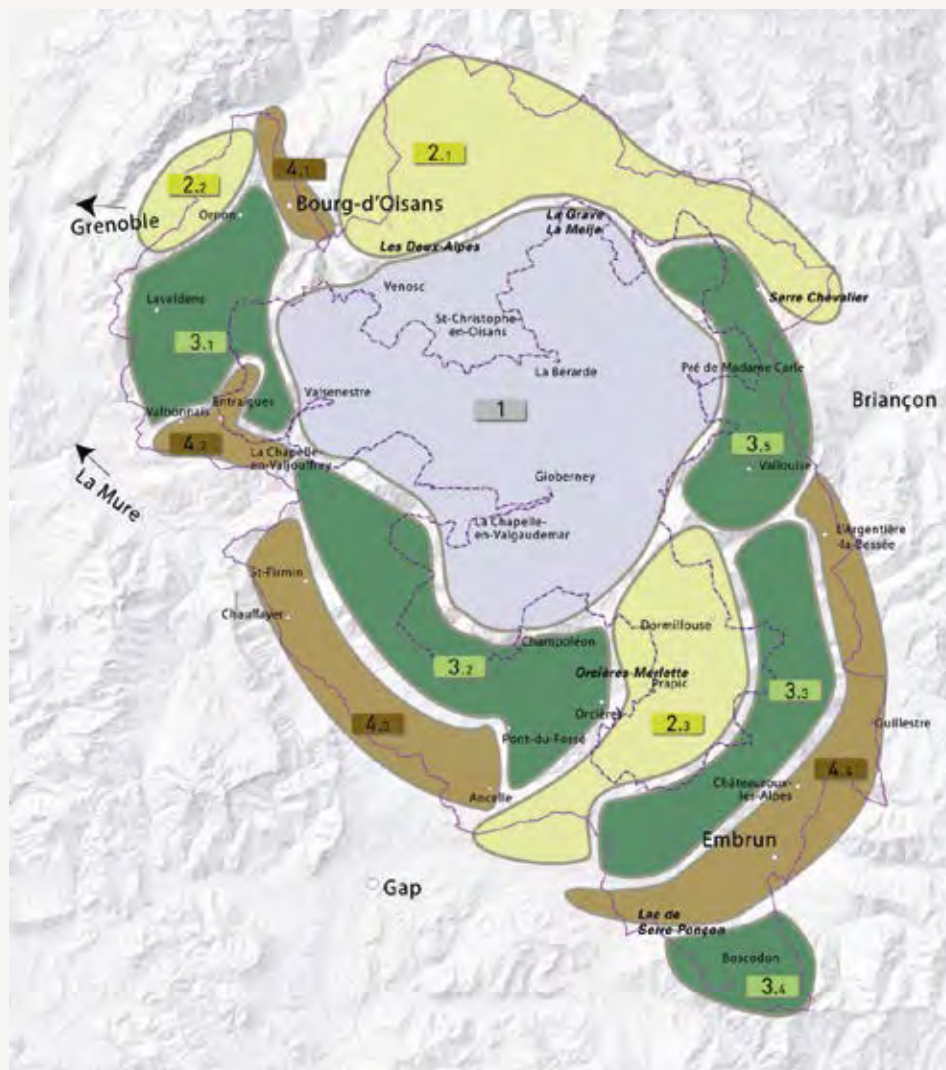 2.1
4.1
2.2
Bourg-d'Oisans
Ornon
Grenoble
La Grave
La Meije
Les Deux-Alpes
Venosc
Serre Chevalier
Lavaldens
St-Christophe-
en-Oisans
3.1
La Bérarde
Pré de Madame Carle
Valsenestre
Entraigues
Briançon
1
Valbonnais
4.2
3.5
La Chapelle-
en-Valjouffrey
Vallouise
La Mure
Gioberney
La Chapelle-
en-Valgaudemar
L'Argentière
-la-Bessée
St-Firmin
Chauffayer
Dormillouse
Champoléon
3.2
Orcières-Merlette
Prapic
3.3
Orcières
2.3
4.3
Guillestre
Pont-du-Fossé
4.4
Châteauroux-
les-Alpes
Ancelle
Embrun
Gap
Lac de
Serre Ponçon
Boscodon
3.4